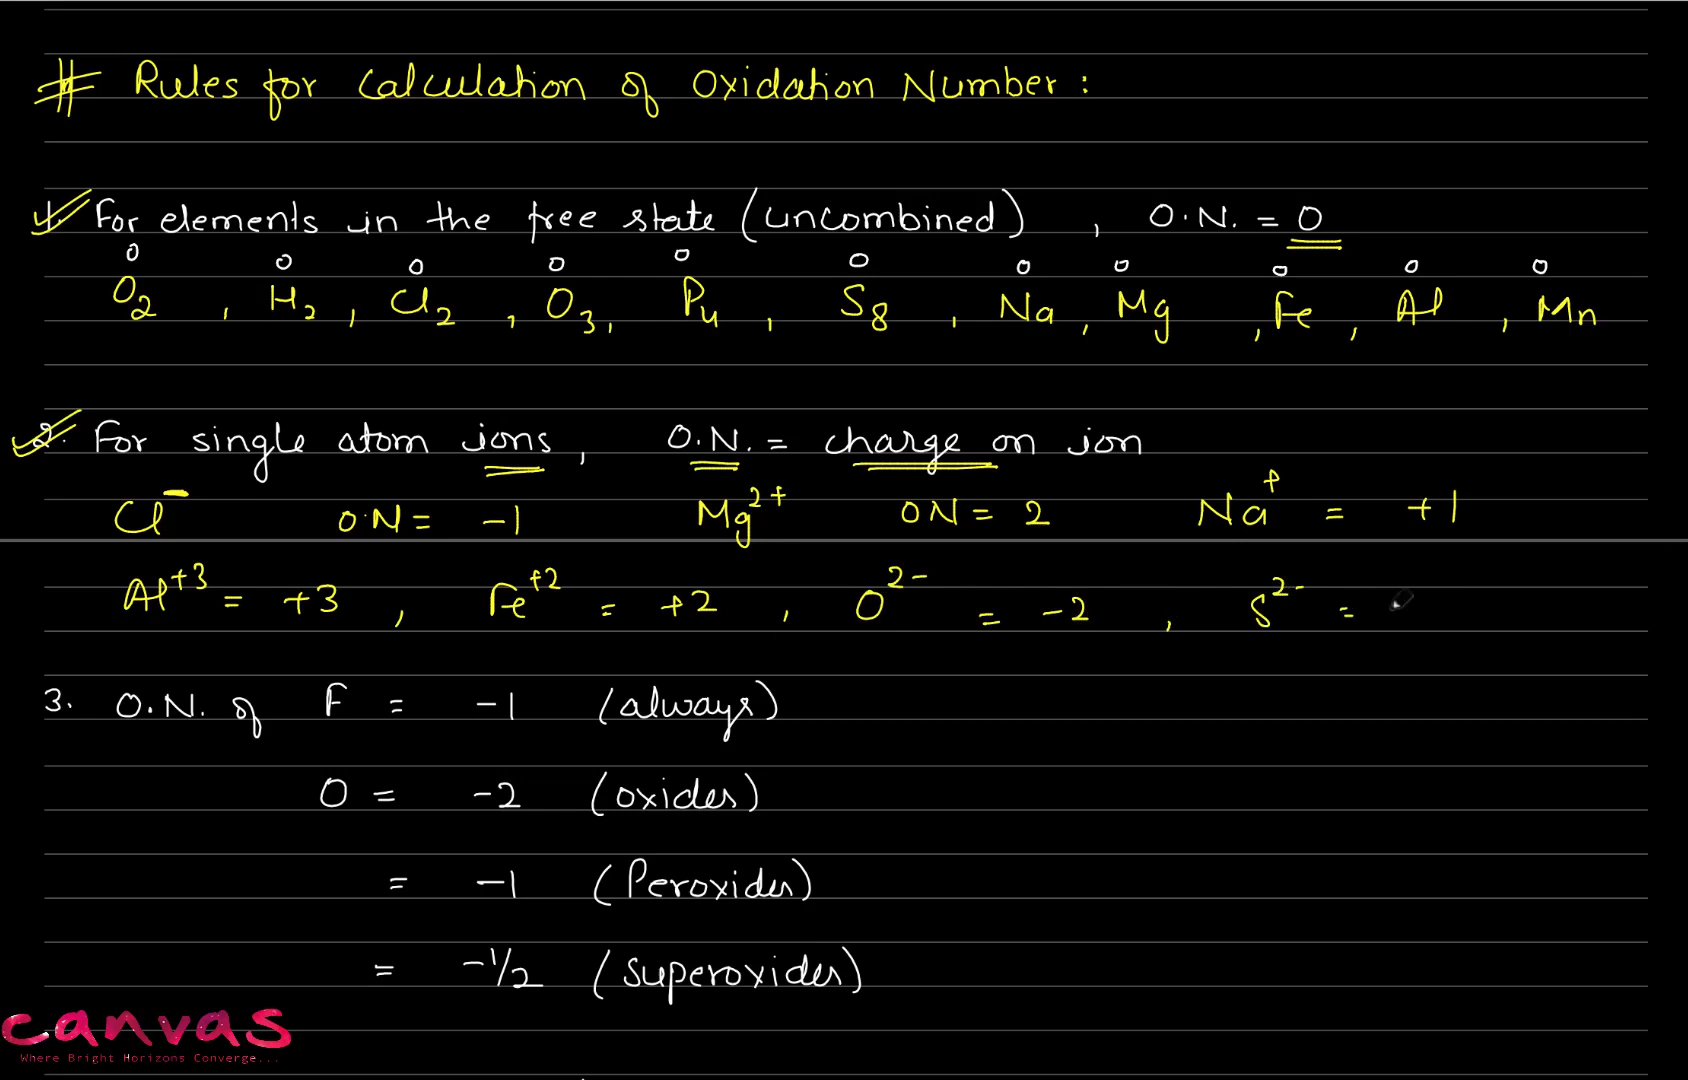 # Rules for Calculation of Oxidation Number :
1. For elements in the free state (uncombined) , O.N. = 0
0 0 0 0 0 0 0 0 0 0 0
O₂ , H₂ , Cl₂ , O₃ , P₄ , S₈ , Na , Mg , Fe , Al , Mn
2. For single atom ions , O.N. = charge on ion
Cl⁻ O.N = -1 Mg²⁺ ON = 2 Na⁺ = +1
Al⁺³ = +3 , Fe⁺² = +2 , O²⁻ = -2 , S²⁻ =
3. O.N. of F = -1 (always)
O = -2 (oxides)
= -1 (Peroxides)
= -1/2 (superoxides)
canvas
Where Bright Horizons Converge...